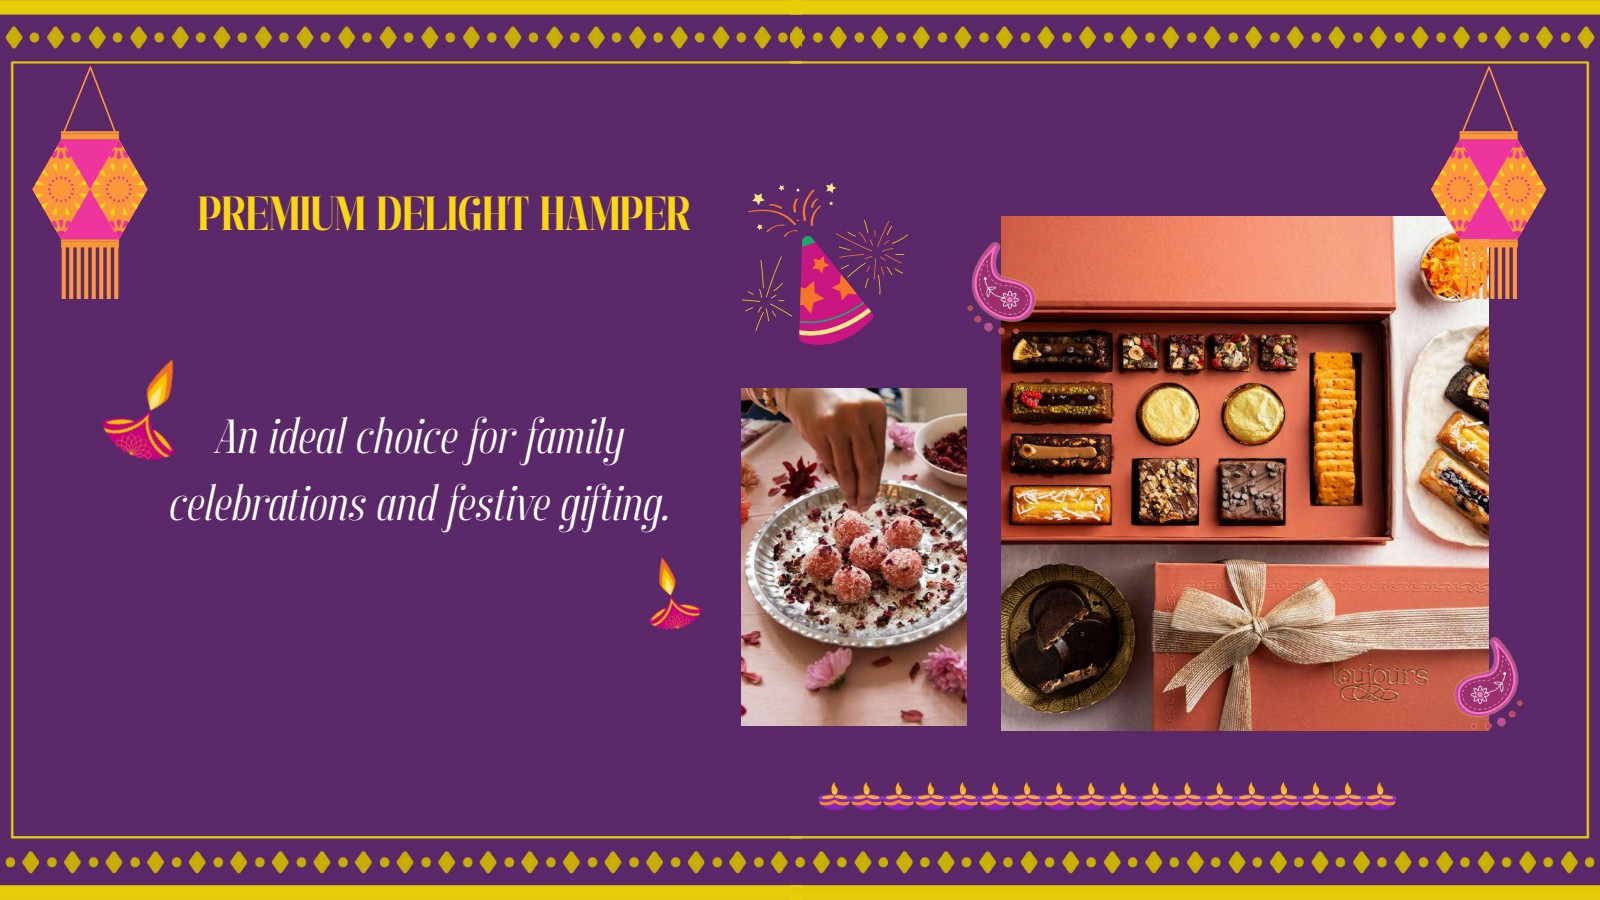 PREMIUM DELIGHT HAMPER
An ideal choice for family
celebrations and festive gifting.
Toujours